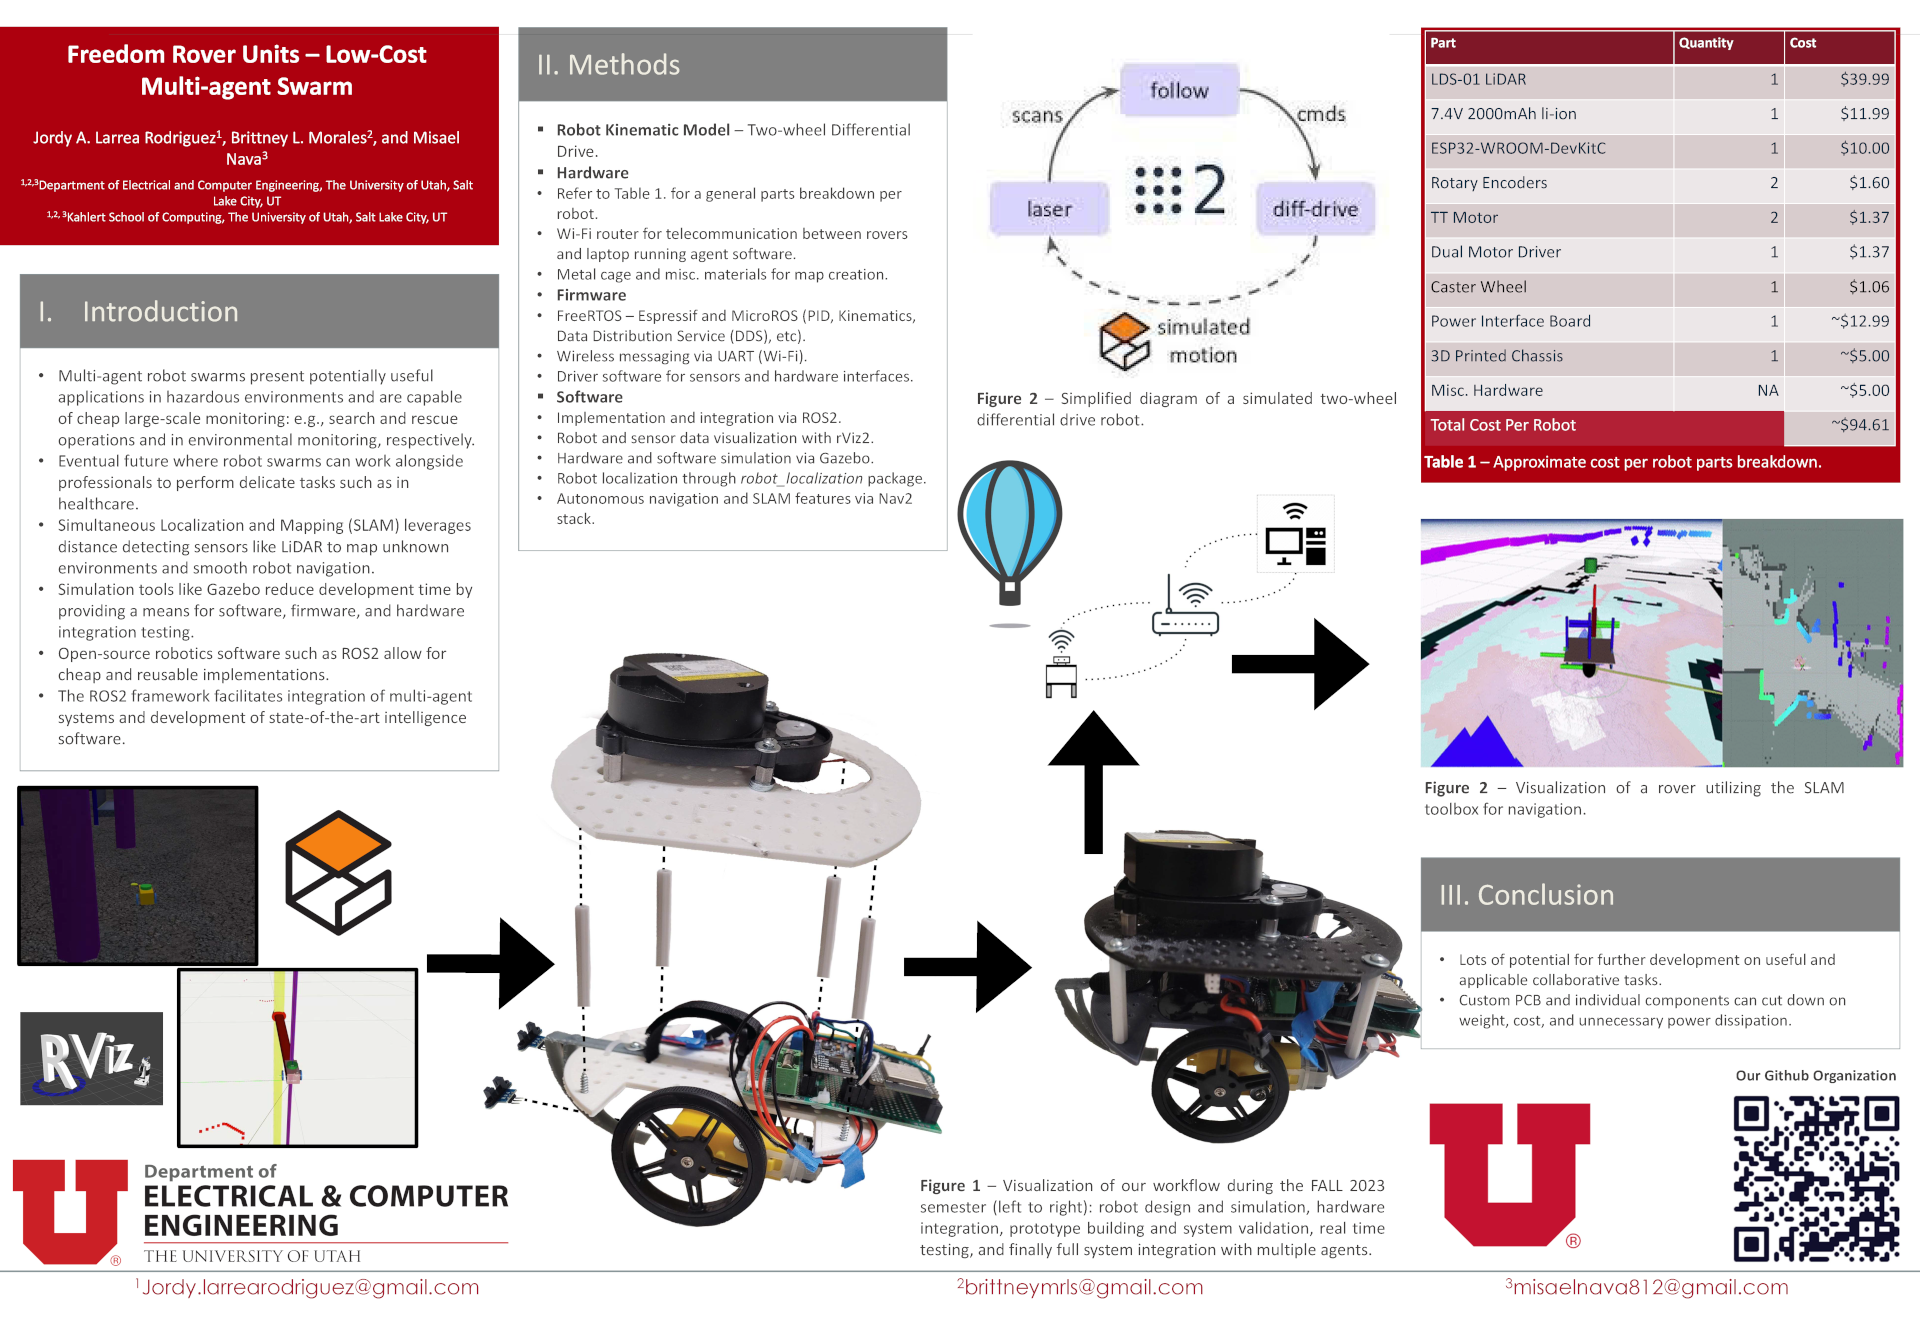 Freedom Rover Units – Low-Cost
Multi-agent Swarm
Jordy A. Larrea Rodriguez¹, Brittney L. Morales², and Misael
Nava³
¹,²,³Department of Electrical and Computer Engineering, The University of Utah, Salt
Lake City, UT
¹,²,³Kahlert School of Computing, The University of Utah, Salt Lake City, UT
I. Introduction
• Multi-agent robot swarms present potentially useful
applications in hazardous environments and are capable
of cheap large-scale monitoring: e.g., search and rescue
operations and in environmental monitoring, respectively.
• Eventual future where robot swarms can work alongside
professionals to perform delicate tasks such as in
healthcare.
• Simultaneous Localization and Mapping (SLAM) leverages
distance detecting sensors like LiDAR to map unknown
environments and smooth robot navigation.
• Simulation tools like Gazebo reduce development time by
providing a means for software, firmware, and hardware
integration testing.
• Open-source robotics software such as ROS2 allow for
cheap and reusable implementations.
• The ROS2 framework facilitates integration of multi-agent
systems and development of state-of-the-art intelligence
software.
RViz
Department of
ELECTRICAL & COMPUTER
ENGINEERING
THE UNIVERSITY OF UTAH
®
II. Methods
▪ Robot Kinematic Model – Two-wheel Differential
Drive.
▪ Hardware
• Refer to Table 1. for a general parts breakdown per
robot.
• Wi-Fi router for telecommunication between rovers
and laptop running agent software.
• Metal cage and misc. materials for map creation.
• Firmware
• FreeRTOS – Espressif and MicroROS (PID, Kinematics,
Data Distribution Service (DDS), etc).
• Wireless messaging via UART (Wi-Fi).
• Driver software for sensors and hardware interfaces.
▪ Software
• Implementation and integration via ROS2.
• Robot and sensor data visualization with rViz2.
• Hardware and software simulation via Gazebo.
• Robot localization through robot_localization package.
• Autonomous navigation and SLAM features via Nav2
stack.
follow
scans
cmds
2
laser
diff-drive
simulated
motion
Figure 2 – Simplified diagram of a simulated two-wheel
differential drive robot.
Figure 1 – Visualization of our workflow during the FALL 2023
semester (left to right): robot design and simulation, hardware
integration, prototype building and system validation, real time
testing, and finally full system integration with multiple agents.
Part Quantity Cost
LDS-01 LiDAR 1 $39.99
7.4V 2000mAh li-ion 1 $11.99
ESP32-WROOM-DevKitC 1 $10.00
Rotary Encoders 2 $1.60
TT Motor 2 $1.37
Dual Motor Driver 1 $1.37
Caster Wheel 1 $1.06
Power Interface Board 1 ~$12.99
3D Printed Chassis 1 ~$5.00
Misc. Hardware NA ~$5.00
Total Cost Per Robot ~$94.61
Table 1 – Approximate cost per robot parts breakdown.
Figure 2 – Visualization of a rover utilizing the SLAM
toolbox for navigation.
III. Conclusion
• Lots of potential for further development on useful and
applicable collaborative tasks.
• Custom PCB and individual components can cut down on
weight, cost, and unnecessary power dissipation.
Our Github Organization
®
¹Jordy.larrearodriguez@gmail.com
²brittneymrls@gmail.com
³misaelnava812@gmail.com